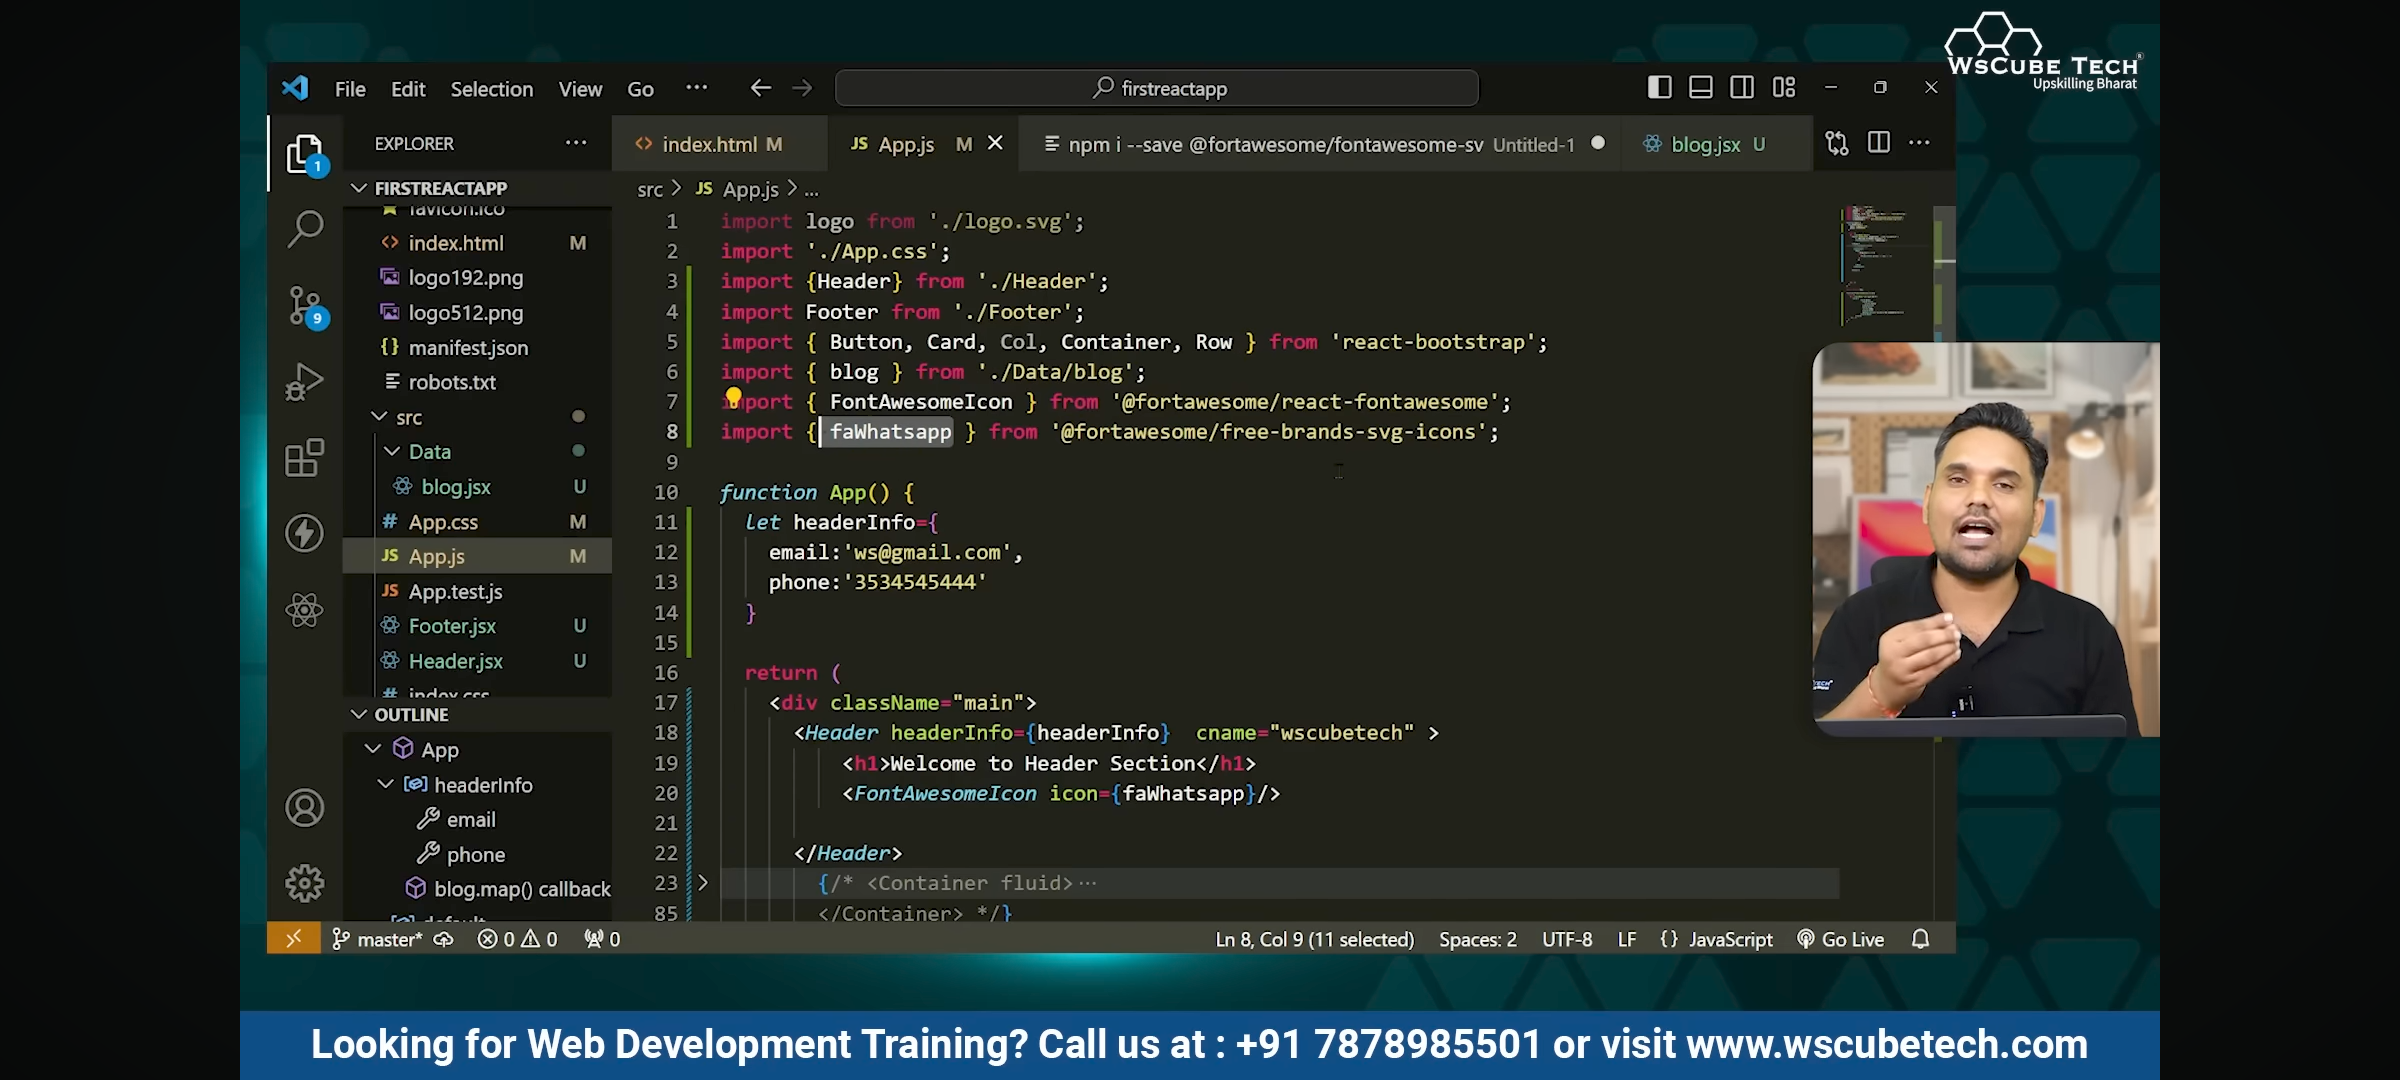 WsCube Tech®
Upskilling Bharat
File Edit Selection View Go ··· firstreactapp
EXPLORER ···
index.html M
JS App.js M
npm i --save @fortawesome/fontawesome-sv Untitled-1
blog.jsx U
FIRSTREACTAPP
favicon.ico
index.html M
logo192.png
logo512.png
{} manifest.json
robots.txt
src
Data
blog.jsx U
# App.css M
JS App.js M
JS App.test.js
Footer.jsx U
Header.jsx U
# index.css
OUTLINE
App
headerInfo
email
phone
blog.map() callback
default
1
9
src > JS App.js > ...
1 import logo from './logo.svg';
2 import './App.css';
3 import {Header} from './Header';
4 import Footer from './Footer';
5 import { Button, Card, Col, Container, Row } from 'react-bootstrap';
6 import { blog } from './Data/blog';
7 import { FontAwesomeIcon } from '@fortawesome/react-fontawesome';
8 import { faWhatsapp } from '@fortawesome/free-brands-svg-icons';
9
10 function App() {
11 let headerInfo={
12 email:'ws@gmail.com',
13 phone:'3534545444'
14 }
15
16 return (
17 <div className="main">
18 <Header headerInfo={headerInfo} cname="wscubetech" >
19 <h1>Welcome to Header Section</h1>
20 <FontAwesomeIcon icon={faWhatsapp}/>
21
22 </Header>
23 {/* <Container fluid>···
85 </Container> */}
master* 0 0 0 Ln 8, Col 9 (11 selected) Spaces: 2 UTF-8 LF {} JavaScript Go Live
Looking for Web Development Training? Call us at : +91 7878985501 or visit www.wscubetech.com